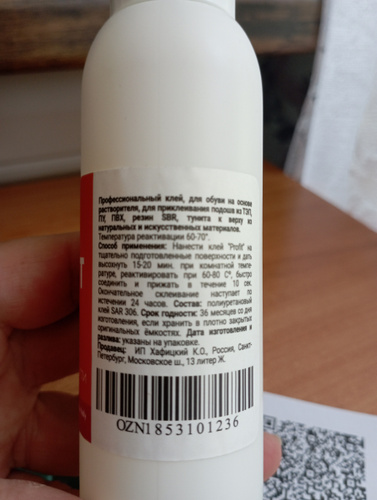 Профессиональный клей, для обуви на основе
растворителя, для приклеивания подошв из ТЭП,
ПУ, ПВХ, резин SBR, тунита к верху из
натуральных и искусственных материалов.
Температура реактивации 60-70°.
Способ применения: Нанести клей "Profit" на
тщательно подготовленные поверхности и дать
высохнуть 15-20 мин, при комнатной темпе-
ратуре, реактивировать при 60-80 С°, быстро
соединить и прижать в течение 10 сек.
Окончательное склеивание наступает по
истечении 24 часов. Состав: полиуретановый
клей SAR 306. Срок годности: 36 месяцев со дня
изготовления, если хранить в плотно закрытых
оригинальных ёмкостях. Дата изготовления и
разлива: указаны на упаковке.
Продавец: ИП Хафицкий К.О., Россия, Санкт-
Петербург, Московское ш., 13 литер Ж.
OZN1853101236